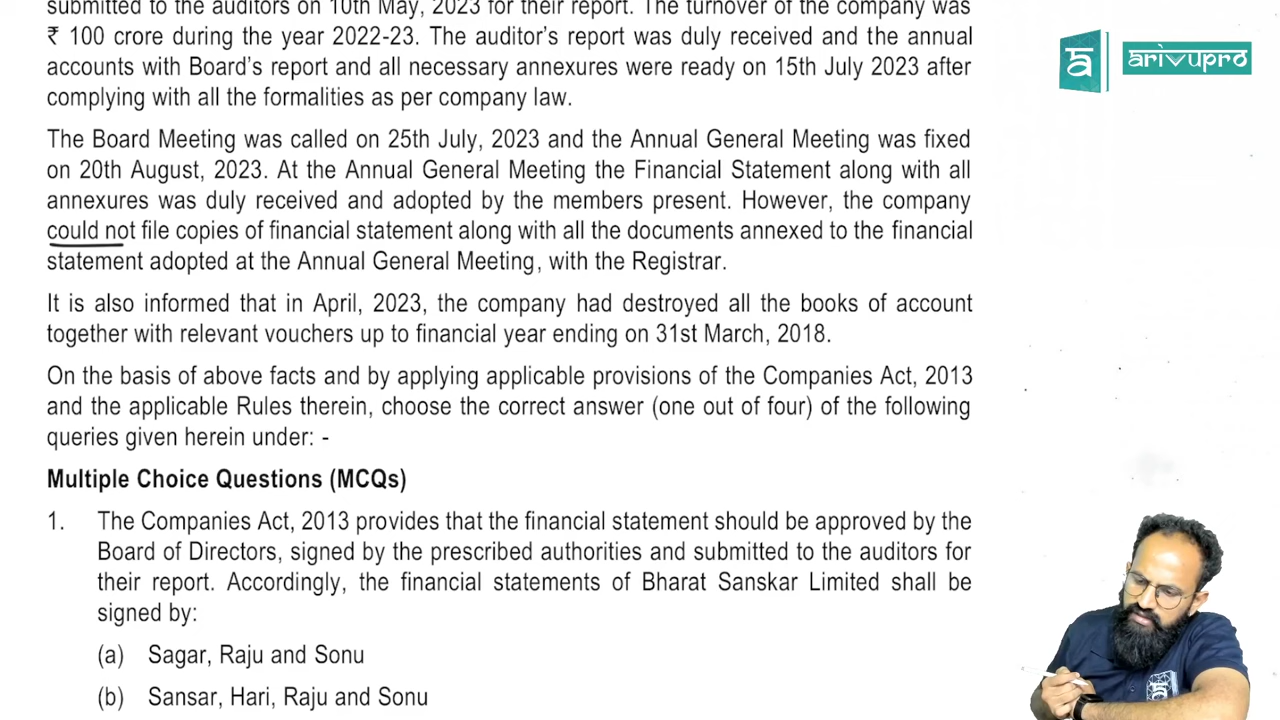 submitted to the auditors on 10th May, 2023 for their report. The turnover of the company was
₹ 100 crore during the year 2022-23. The auditor's report was duly received and the annual
accounts with Board's report and all necessary annexures were ready on 15th July 2023 after
complying with all the formalities as per company law.
The Board Meeting was called on 25th July, 2023 and the Annual General Meeting was fixed
on 20th August, 2023. At the Annual General Meeting the Financial Statement along with all
annexures was duly received and adopted by the members present. However, the company
could not file copies of financial statement along with all the documents annexed to the financial
statement adopted at the Annual General Meeting, with the Registrar.
It is also informed that in April, 2023, the company had destroyed all the books of account
together with relevant vouchers up to financial year ending on 31st March, 2018.
On the basis of above facts and by applying applicable provisions of the Companies Act, 2013
and the applicable Rules therein, choose the correct answer (one out of four) of the following
queries given herein under: -
Multiple Choice Questions (MCQs)
1. The Companies Act, 2013 provides that the financial statement should be approved by the
Board of Directors, signed by the prescribed authorities and submitted to the auditors for
their report. Accordingly, the financial statements of Bharat Sanskar Limited shall be
signed by:
(a) Sagar, Raju and Sonu
(b) Sansar, Hari, Raju and Sonu
ā
arivupro